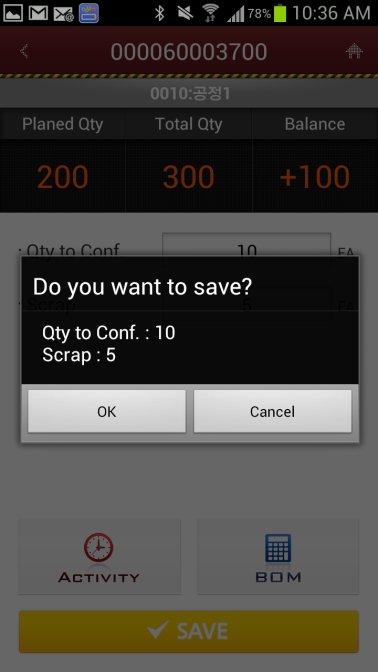 78% 10:36 AM
000060003700
0010:공정1
Planed Qty Total Qty Balance
200 300 +100
: Qty to Conf. 10 EA
Do you want to save?
: Scrap 5 EA
Qty to Conf. : 10
Scrap : 5
OK Cancel
ACTIVITY BOM
SAVE